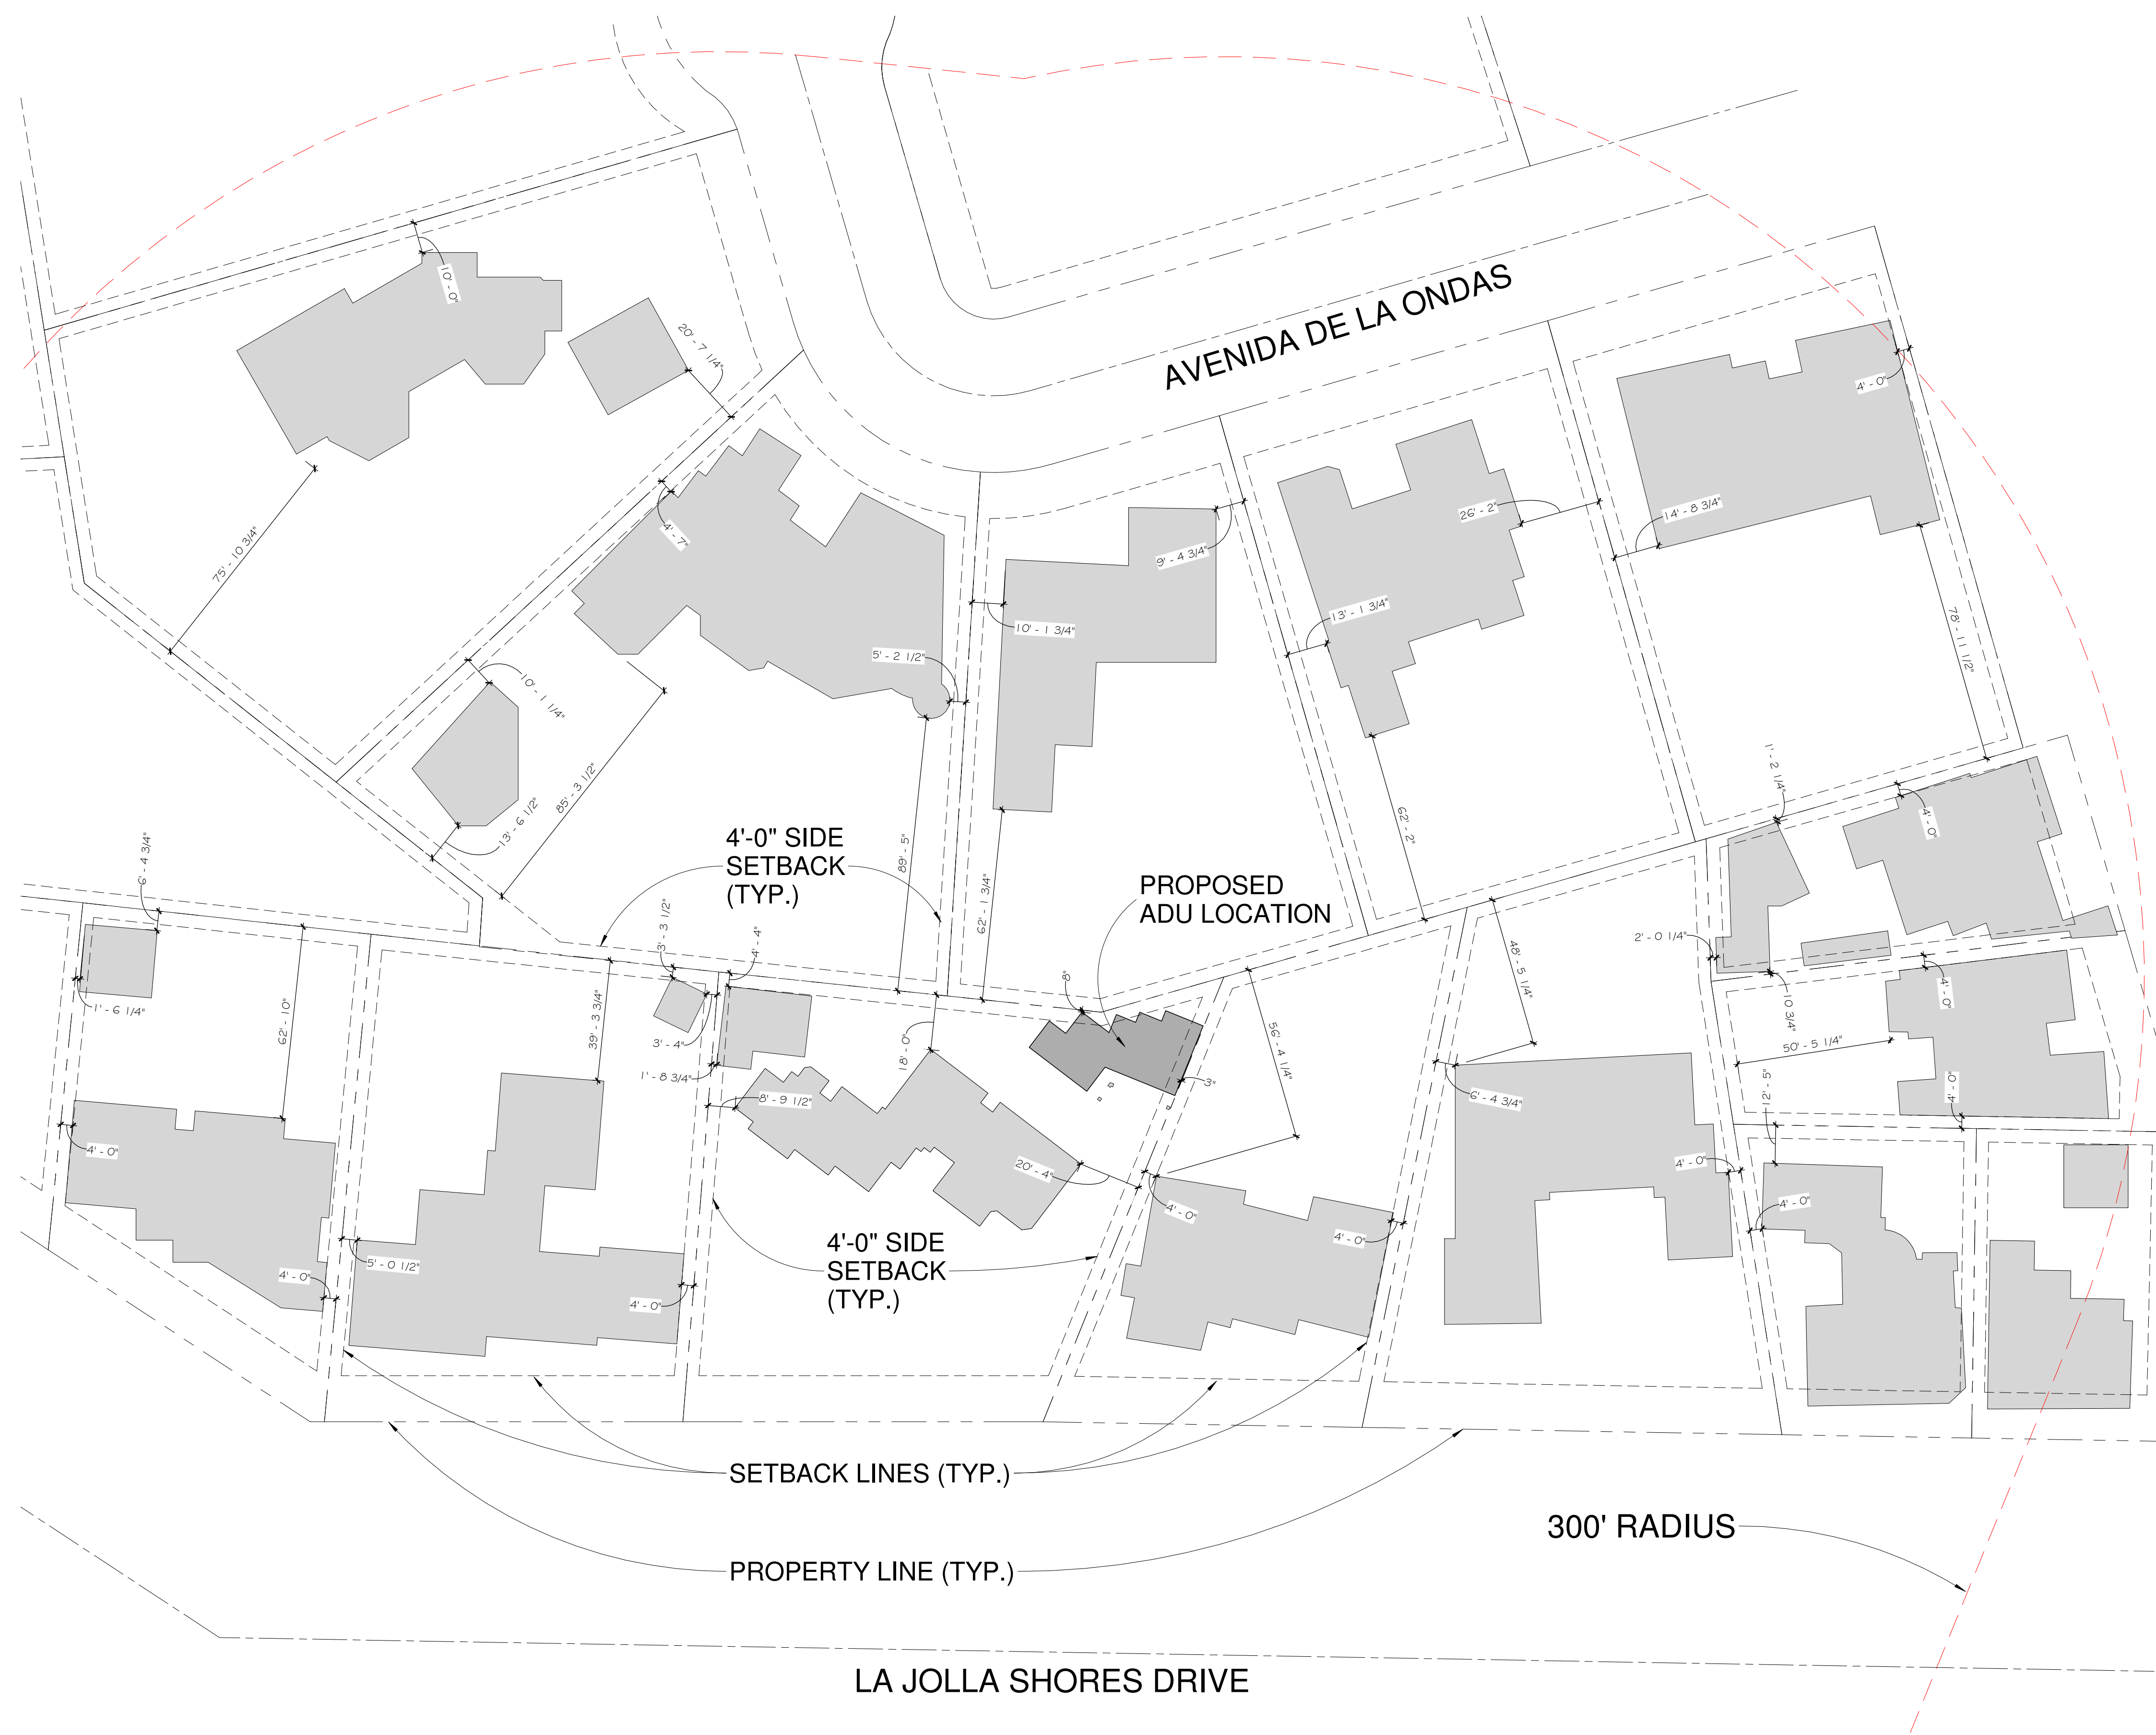 10' - 0"
20' - 7 1/4"
AVENIDA DE LA ONDAS
4' - 0"
75' - 10 3/4"
4' - 7"
9' - 4 3/4"
26' - 2"
14' - 8 3/4"
10' - 1 3/4"
13' - 1 3/4"
5' - 2 1/2"
78' - 11 1/2"
10' - 1 1/4"
85' - 3 1/2"
13' - 6 1/2"
62' - 2"
1' - 2 1/4"
4' - 0"
6' - 4 3/4"
4'-0" SIDE
SETBACK
(TYP.)
89' - 5"
62' - 1 3/4"
PROPOSED
ADU LOCATION
3' - 3 1/2"
4' - 4"
8"
48' - 5 1/4"
2' - 0 1/4"
4' - 0"
10 3/4"
1' - 6 1/4"
62' - 10"
39' - 3 3/4"
3' - 4"
18' - 0"
56' - 4 1/4"
50' - 5 1/4"
1' - 8 3/4"
3"
8' - 9 1/2"
6' - 4 3/4"
12' - 5"
4' - 0"
4' - 0"
20' - 4"
4' - 0"
4' - 0"
4' - 0"
4' - 0"
4'-0" SIDE
SETBACK
(TYP.)
5' - 0 1/2"
4' - 0"
4' - 0"
SETBACK LINES (TYP.)
300' RADIUS
PROPERTY LINE (TYP.)
LA JOLLA SHORES DRIVE